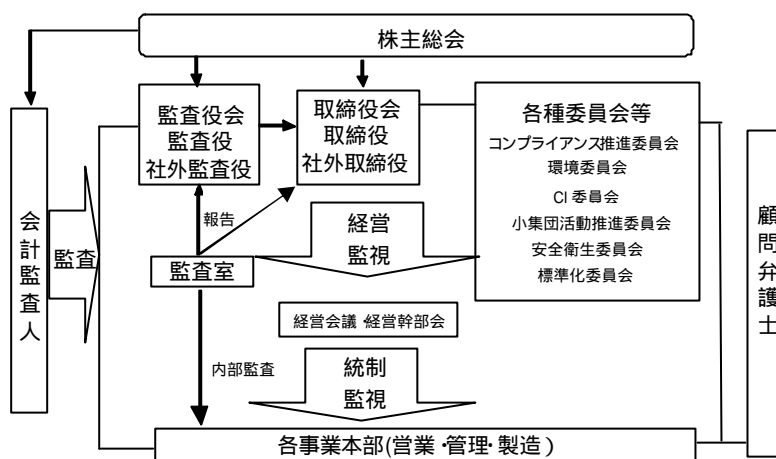 株主総会
監査役会
監査役
社外監査役
取締役会
取締役
社外取締役
各種委員会等
コンプライアンス推進委員会
環境委員会
CI 委員会
小集団活動推進委員会
安全衛生委員会
標準化委員会
会計監査人
監査
報告
経営
監視
監査室
顧問弁護士
経営会議・経営幹部会
内部監査
統制
監視
各事業本部(営業・管理・製造)